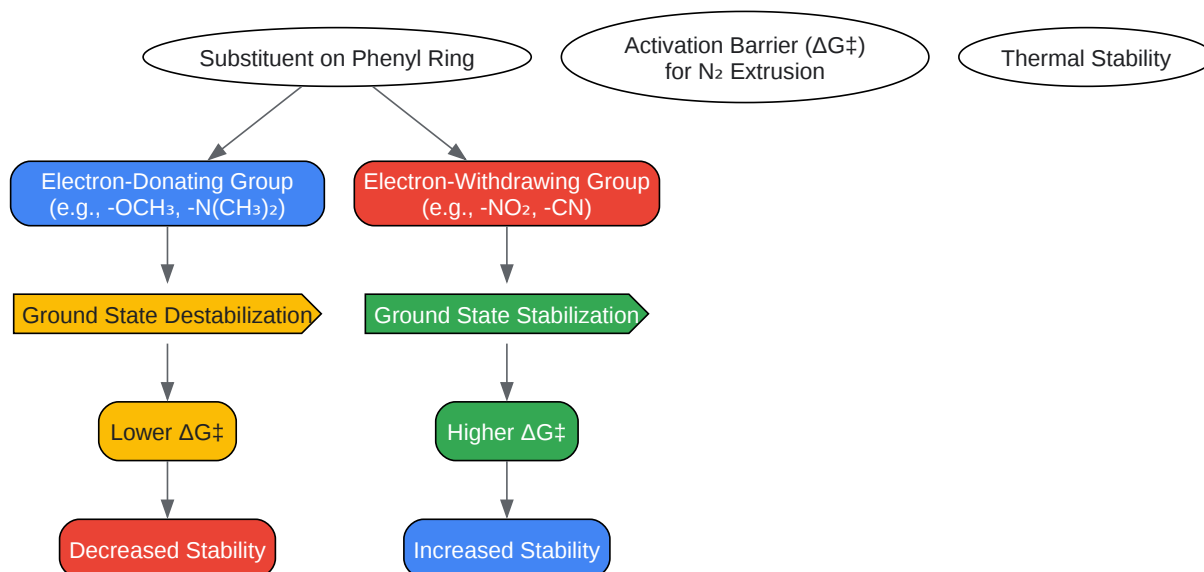 Substituent on Phenyl Ring
Activation Barrier (ΔG‡)
for N₂ Extrusion
Thermal Stability
Electron-Donating Group
(e.g., -OCH₃, -N(CH₃)₂)
Electron-Withdrawing Group
(e.g., -NO₂, -CN)
Ground State Destabilization
Ground State Stabilization
Lower ΔG‡
Higher ΔG‡
Decreased Stability
Increased Stability